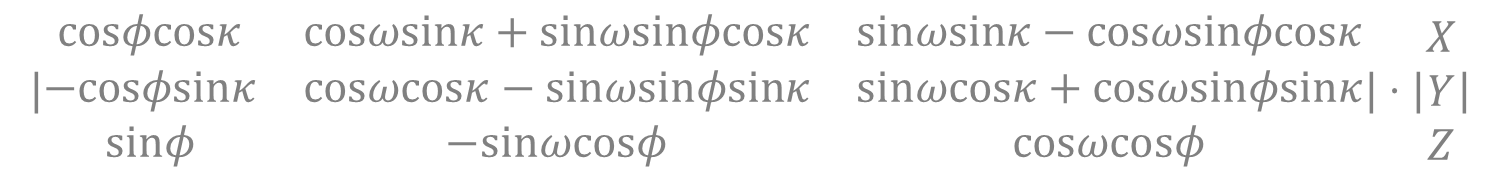 cosϕcosκ cosωsinκ + sinωsinϕcosκ sinωsinκ − cosωsinϕcosκ X
|−cosϕsinκ cosωcosκ − sinωsinϕsinκ sinωcosκ + cosωsinϕsinκ| · |Y|
sinϕ −sinωcosϕ cosωcosϕ Z